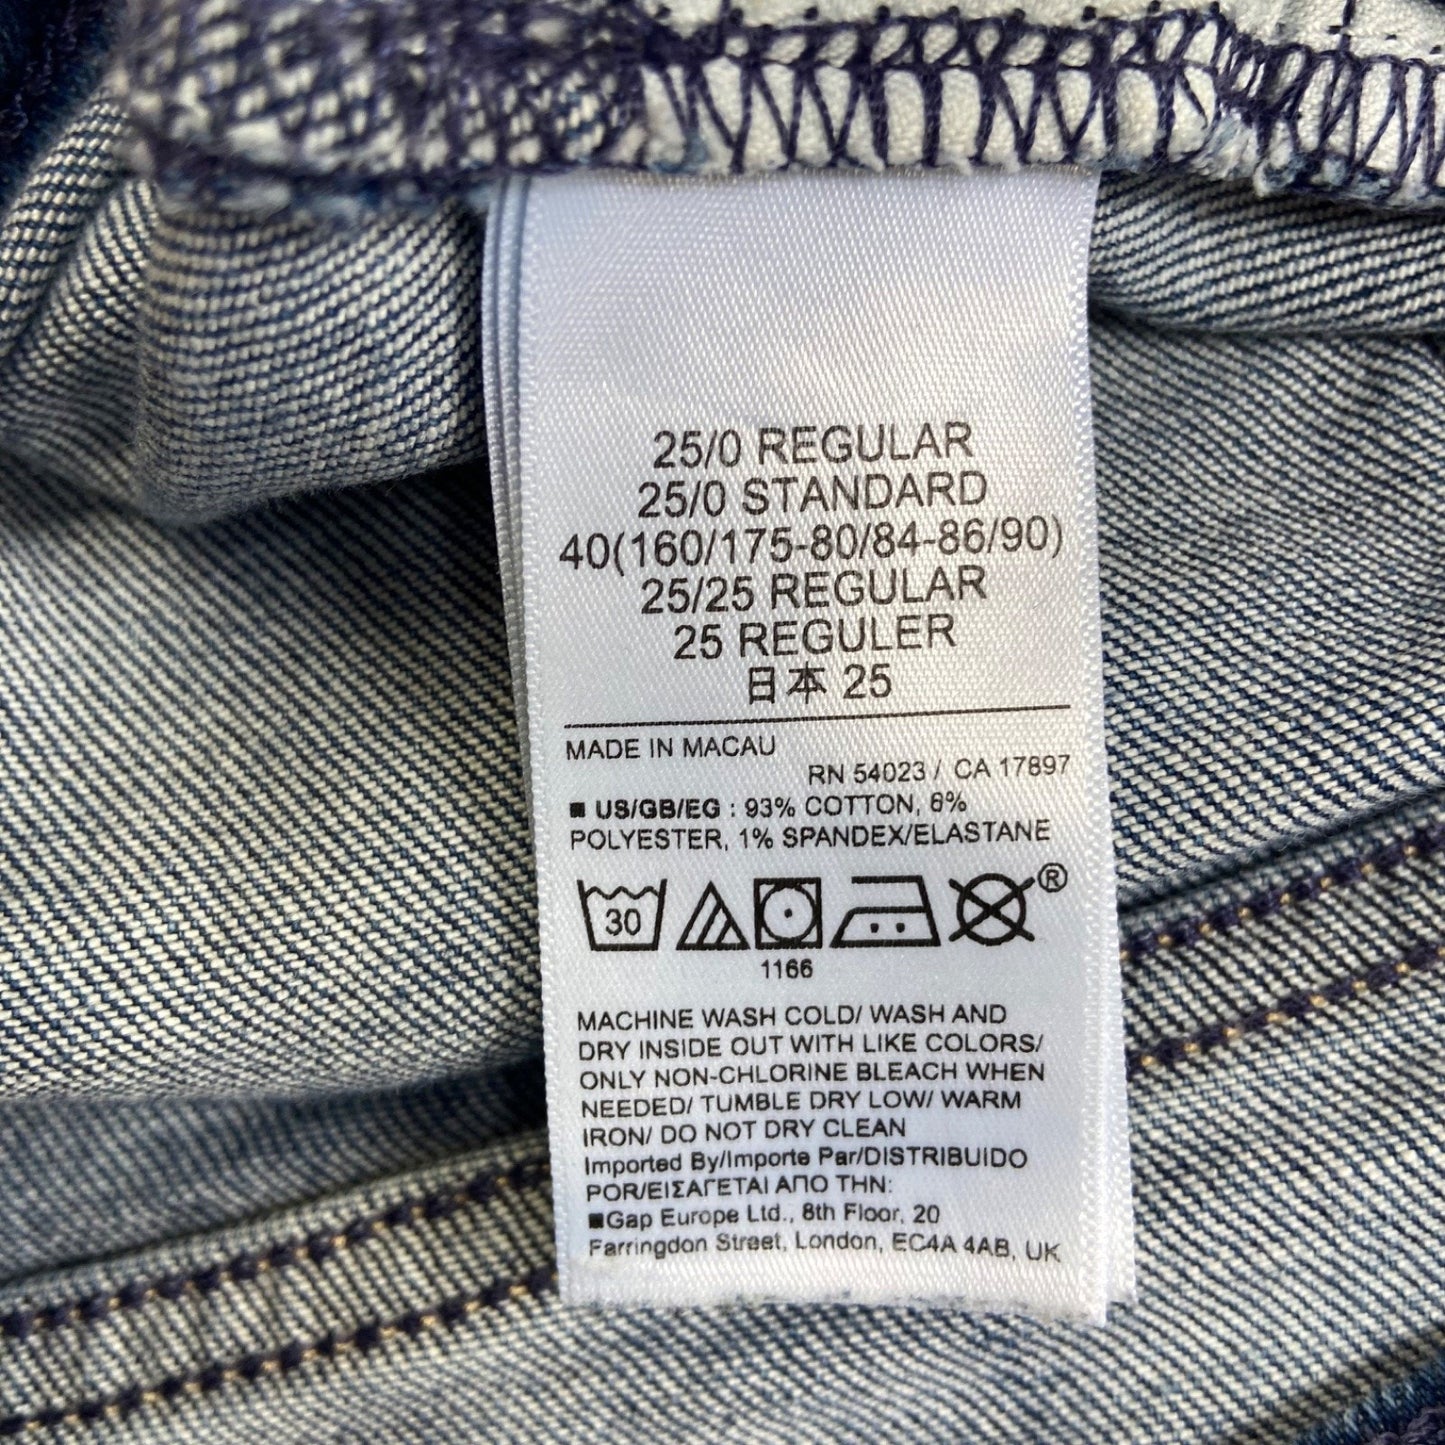 25/0 REGULAR
25/0 STANDARD
40(160/175-80/84-86/90)
25/25 REGULAR
25 REGULER
日本 25
MADE IN MACAU
RN 54023 / CA 17897
■ US/GB/EG : 93% COTTON, 6%
POLYESTER, 1% SPANDEX/ELASTANE
30 ®
1166
MACHINE WASH COLD/ WASH AND
DRY INSIDE OUT WITH LIKE COLORS/
ONLY NON-CHLORINE BLEACH WHEN
NEEDED/ TUMBLE DRY LOW/ WARM
IRON/ DO NOT DRY CLEAN
Imported By/Importe Par/DISTRIBUIDO
POR/ΕΙΣΑΓΕΤΑΙ ΑΠΟ ΤΗΝ:
■Gap Europe Ltd., 8th Floor, 20
Farringdon Street, London, EC4A 4AB, UK